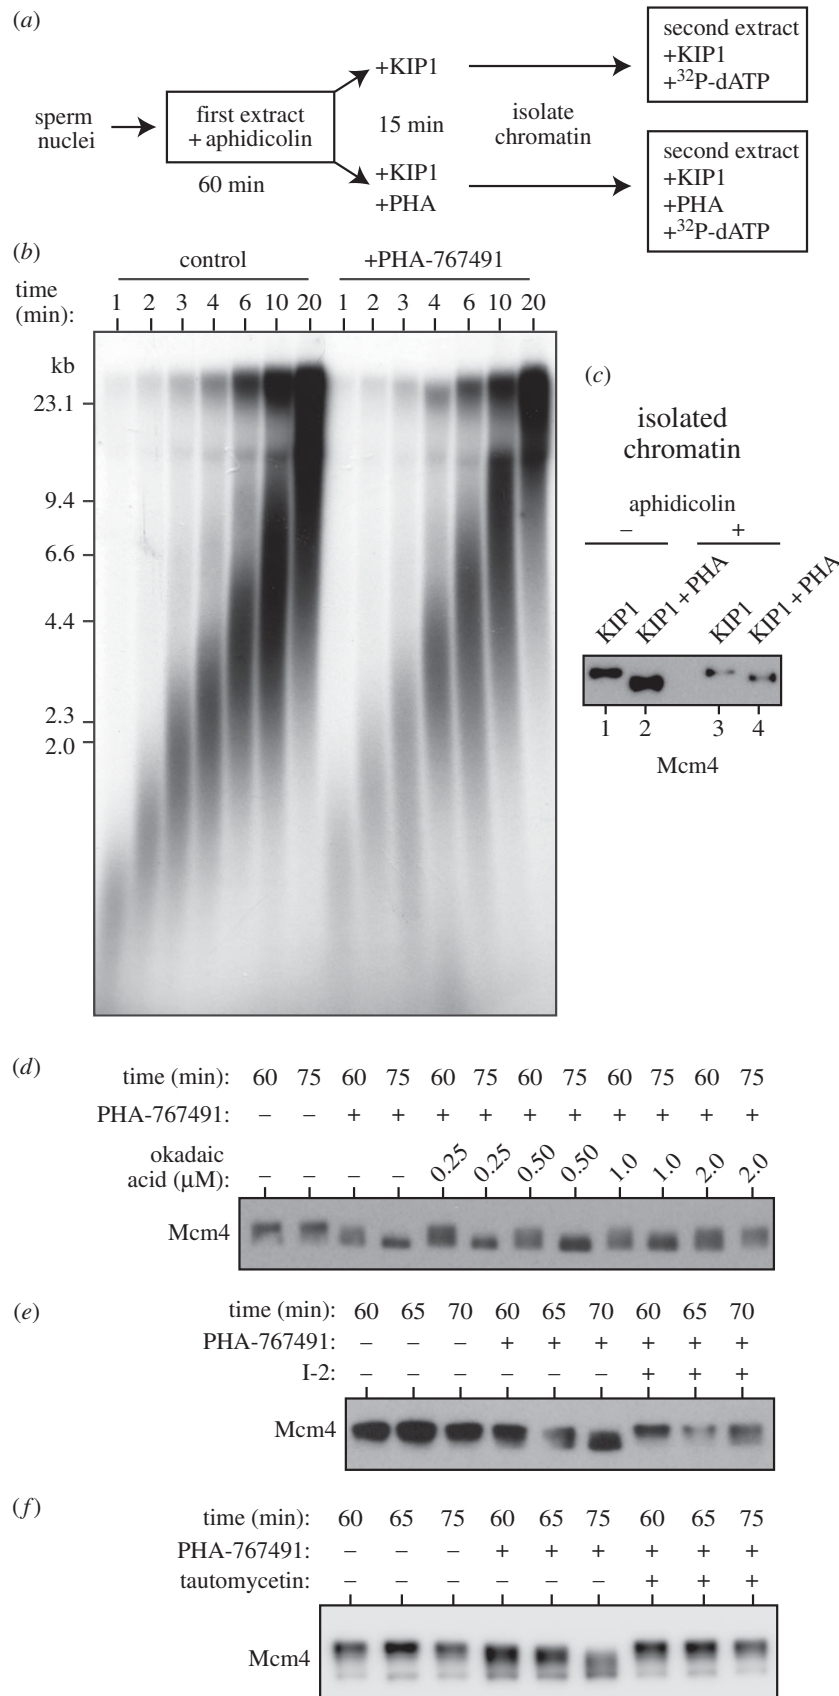 (a)
sperm
nuclei
first extract
+ aphidicolin
60 min
+KIP1
15 min
+KIP1
+PHA
isolate
chromatin
second extract
+KIP1
+³²P-dATP
second extract
+KIP1
+PHA
+³²P-dATP
(b)
control +PHA-767491
time
(min): 1 2 3 4 6 10 20 1 2 3 4 6 10 20
kb
23.1
9.4
6.6
4.4
2.3
2.0
(c)
isolated
chromatin
aphidicolin
– +
KIP1 KIP1 + PHA KIP1 KIP1 + PHA
1 2 3 4
Mcm4
(d)
time (min): 60 75 60 75 60 75 60 75 60 75 60 75
PHA-767491: – – + + + + + + + + + +
okadaic
acid (µM): – – – – 0.25 0.25 0.50 0.50 1.0 1.0 2.0 2.0
Mcm4
(e)
time (min): 60 65 70 60 65 70 60 65 70
PHA-767491: – – – + + + + + +
I-2: – – – – – – + + +
Mcm4
(f)
time (min): 60 65 75 60 65 75 60 65 75
PHA-767491: – – – + + + + + +
tautomycetin: – – – – – – + + +
Mcm4